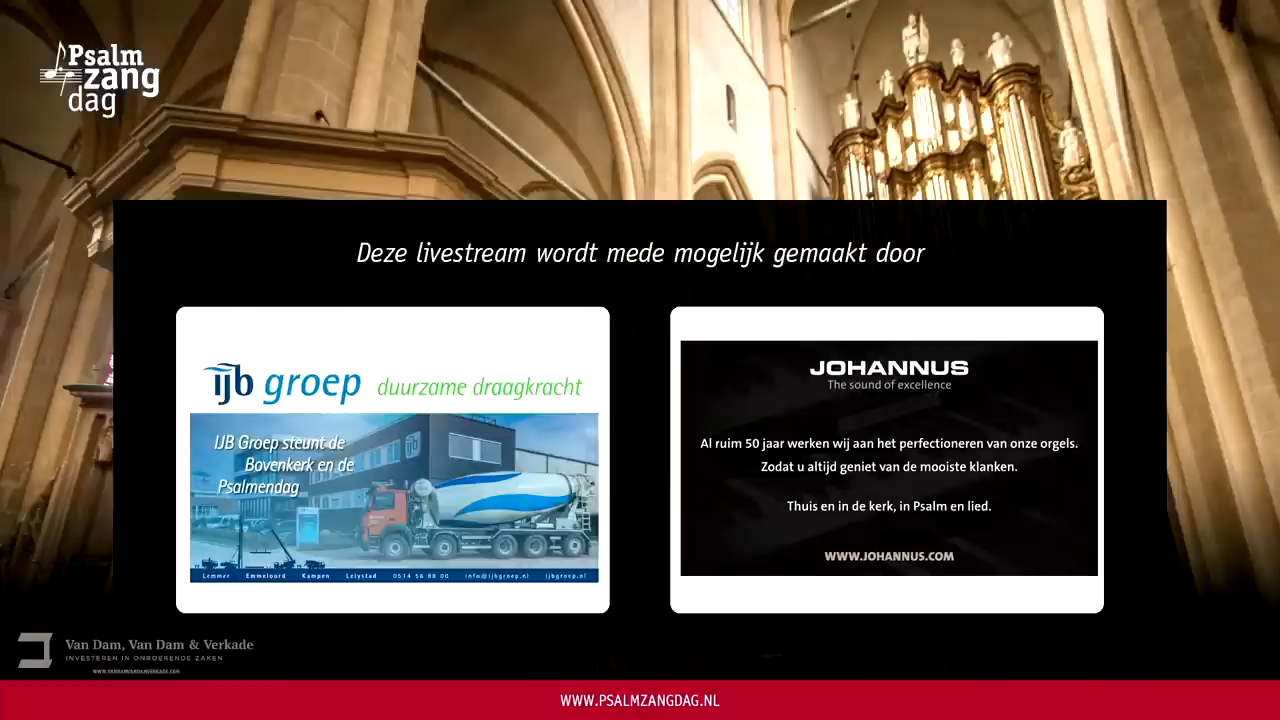 Psalm
zang
dag
Deze livestream wordt mede mogelijk gemaakt door
ijb groep duurzame draagkracht
IJB Groep steunt de
Bovenkerk en de
Psalmendag
Lemmer Emmeloord Kampen Lelystad 0514 56 88 00 info@ijbgroep.nl ijbgroep.nl
JOHANNUS
The sound of excellence
Al ruim 50 jaar werken wij aan het perfectioneren van onze orgels.
Zodat u altijd geniet van de mooiste klanken.
Thuis en in de kerk, in Psalm en lied.
WWW.JOHANNUS.COM
Van Dam, Van Dam & Verkade
INVESTEREN IN ONROERENDE ZAKEN
WWW.VANDAMVANDAMVERKADE.COM
WWW.PSALMZANGDAG.NL